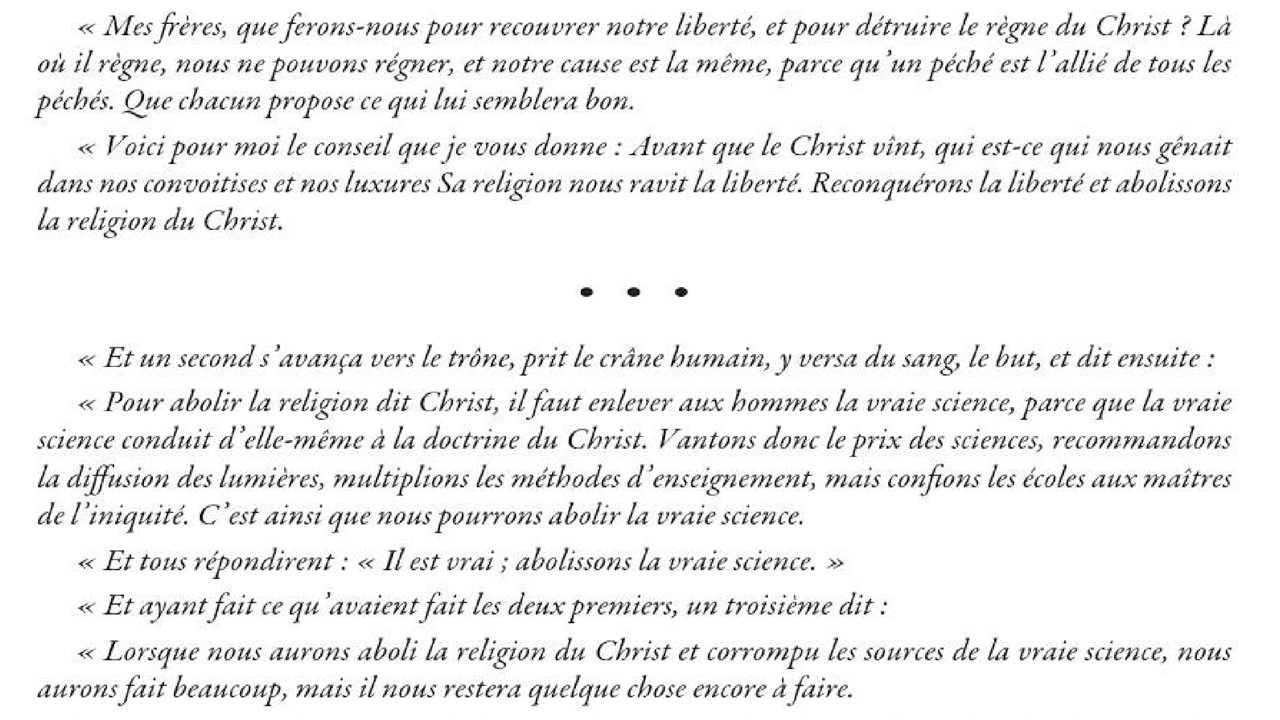 « Mes frères, que ferons-nous pour recouvrer notre liberté, et pour détruire le règne du Christ ? Là
où il règne, nous ne pouvons régner, et notre cause est la même, parce qu’un péché est l’allié de tous les
péchés. Que chacun propose ce qui lui semblera bon.
« Voici pour moi le conseil que je vous donne : Avant que le Christ vînt, qui est-ce qui nous gênait
dans nos convoitises et nos luxures Sa religion nous ravit la liberté. Reconquérons la liberté et abolissons
la religion du Christ.
• • •
« Et un second s’avança vers le trône, prit le crâne humain, y versa du sang, le but, et dit ensuite :
« Pour abolir la religion dit Christ, il faut enlever aux hommes la vraie science, parce que la vraie
science conduit d’elle-même à la doctrine du Christ. Vantons donc le prix des sciences, recommandons
la diffusion des lumières, multiplions les méthodes d’enseignement, mais confions les écoles aux maîtres
de l’iniquité. C’est ainsi que nous pourrons abolir la vraie science.
« Et tous répondirent : « Il est vrai ; abolissons la vraie science. »
« Et ayant fait ce qu’avaient fait les deux premiers, un troisième dit :
« Lorsque nous aurons aboli la religion du Christ et corrompu les sources de la vraie science, nous
aurons fait beaucoup, mais il nous restera quelque chose encore à faire.